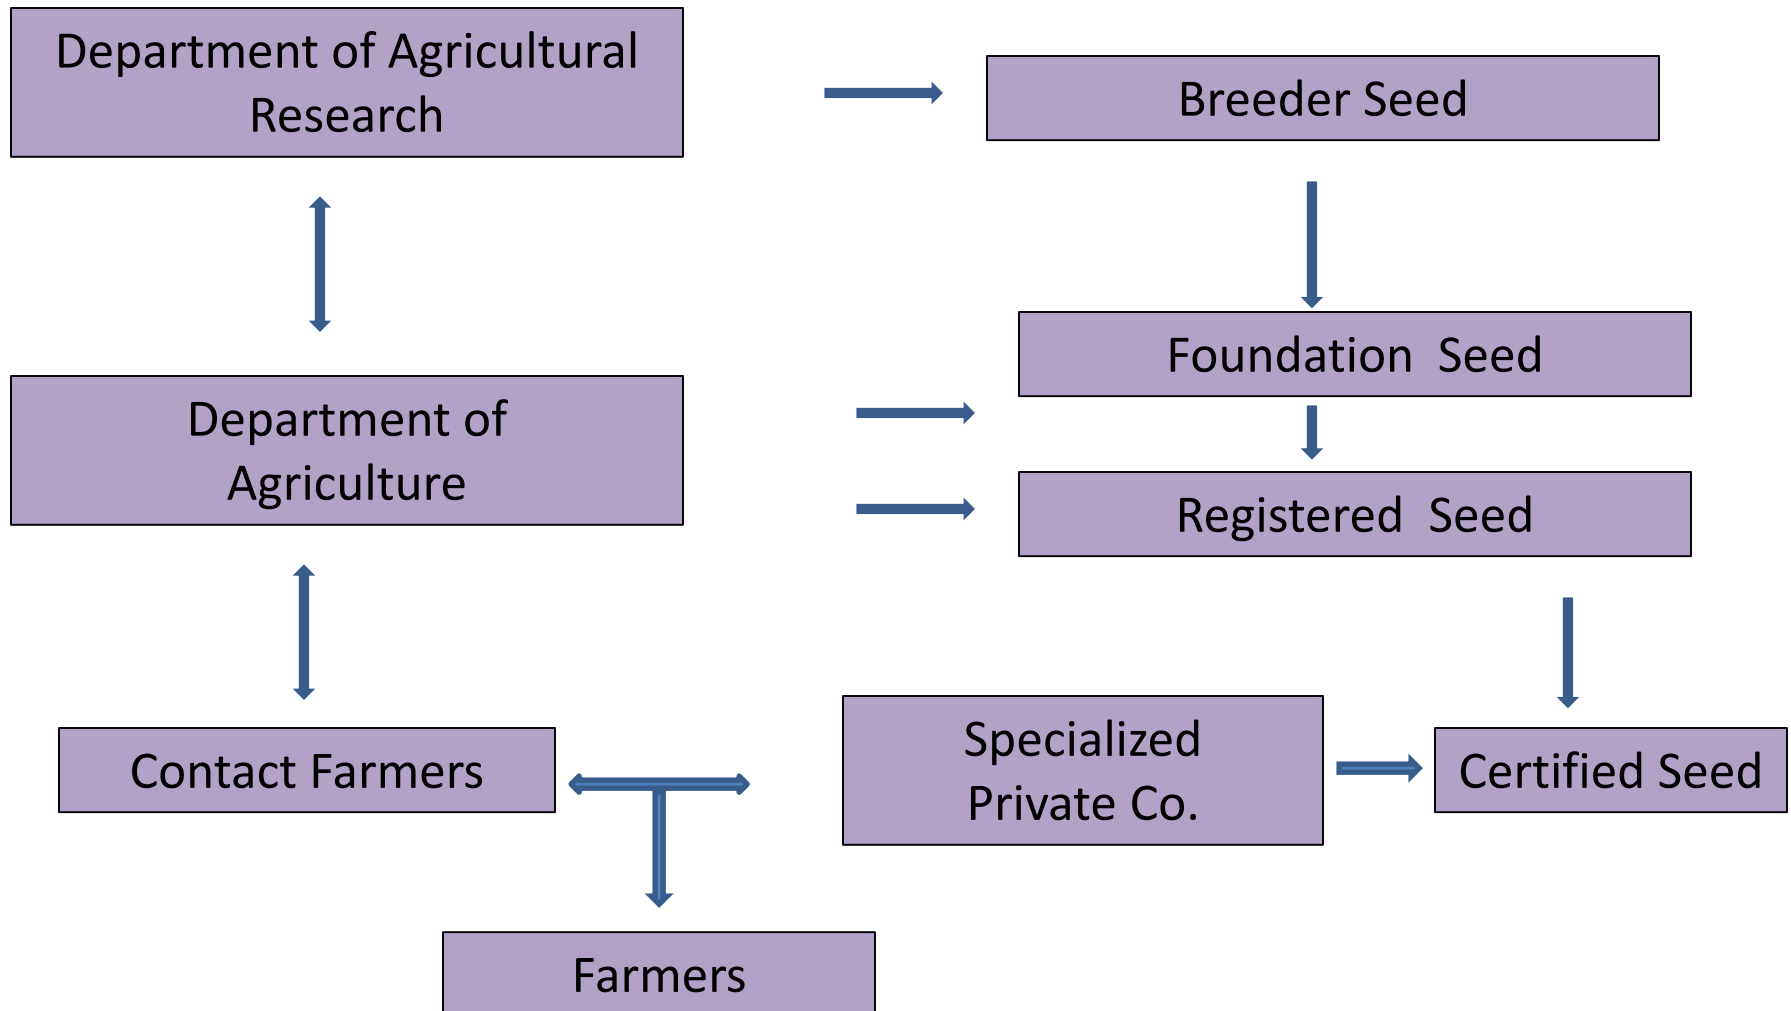 Department of Agricultural
Research
Breeder Seed
Foundation  Seed
Department of
Agriculture
Registered  Seed
Contact Farmers
Specialized
Private Co.
Certified Seed
Farmers